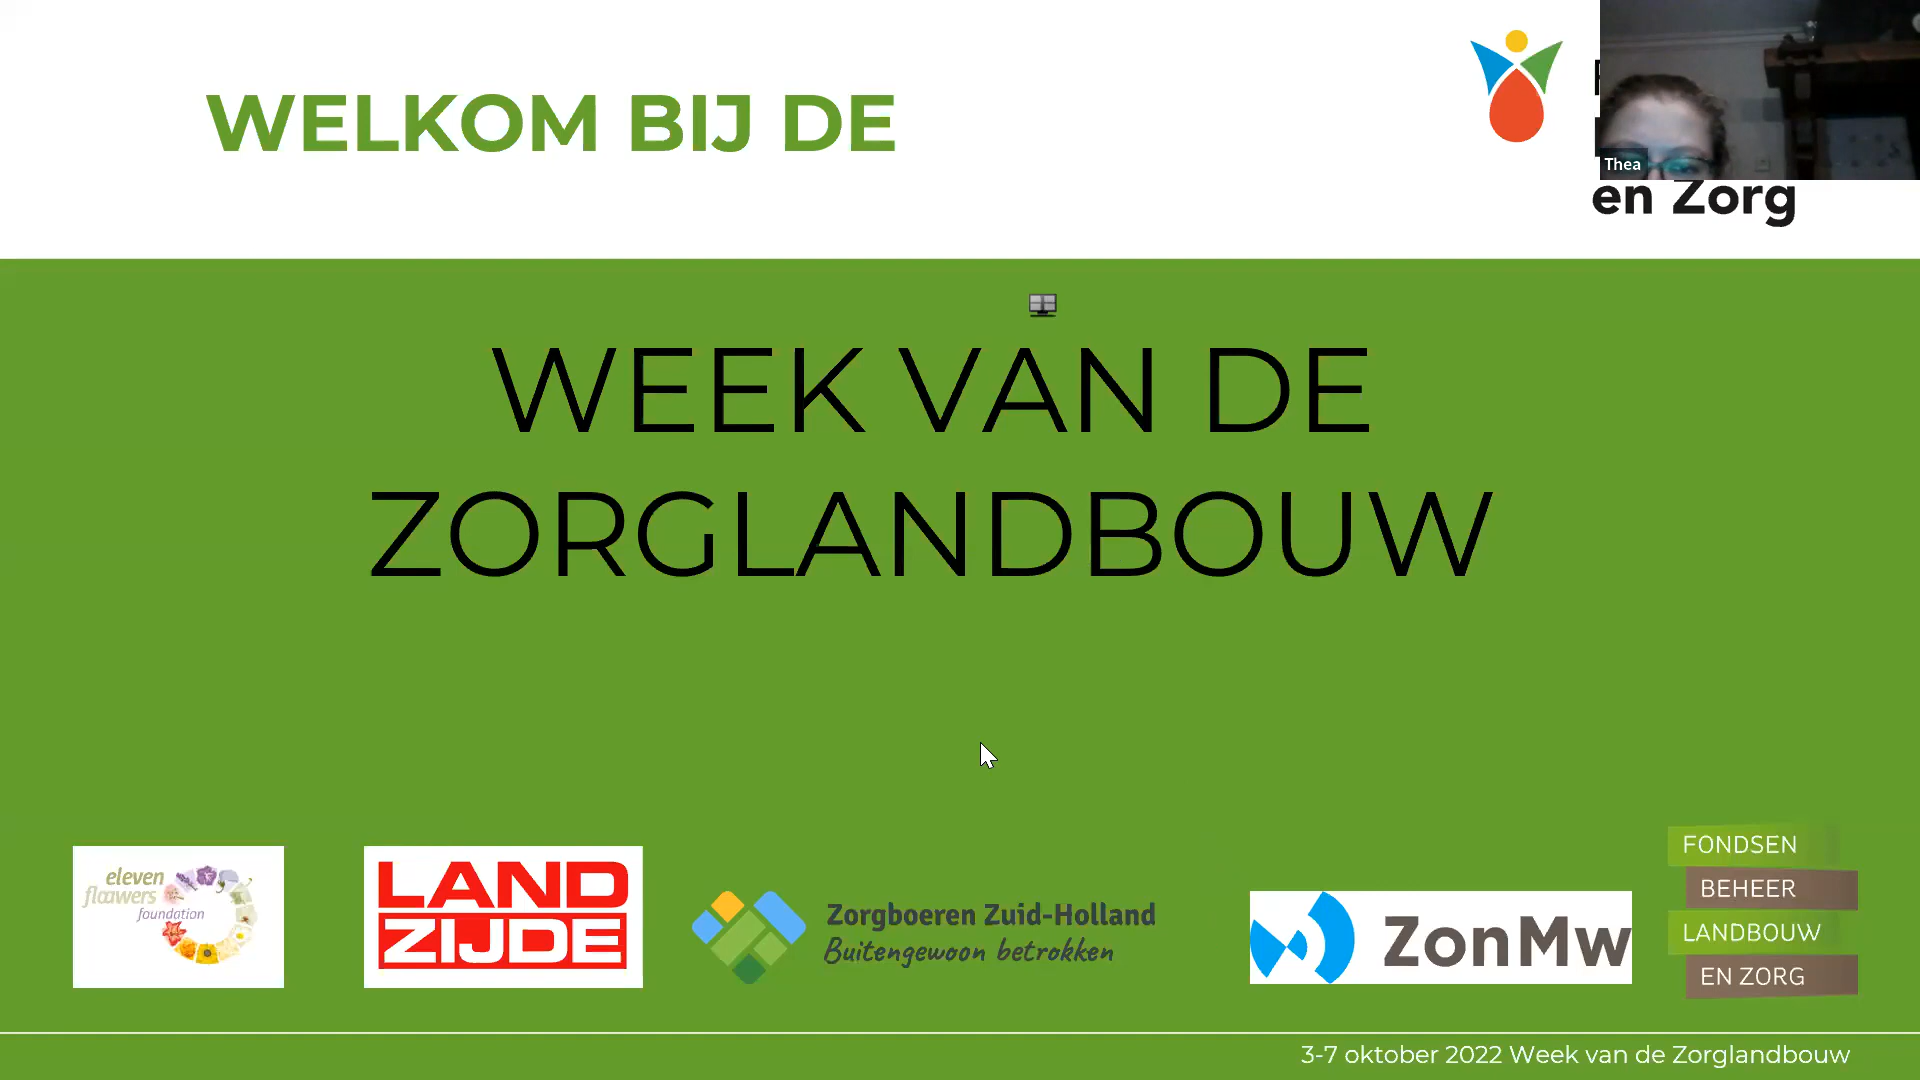 WELKOM BIJ DE
Thea
en Zorg
WEEK VAN DE
ZORGLANDBOUW
eleven
flowers
foundation
LAND
ZIJDE
Zorgboeren Zuid-Holland
Buitengewoon betrokken
ZonMw
FONDSEN
BEHEER
LANDBOUW
EN ZORG
3-7 oktober 2022 Week van de Zorglandbouw